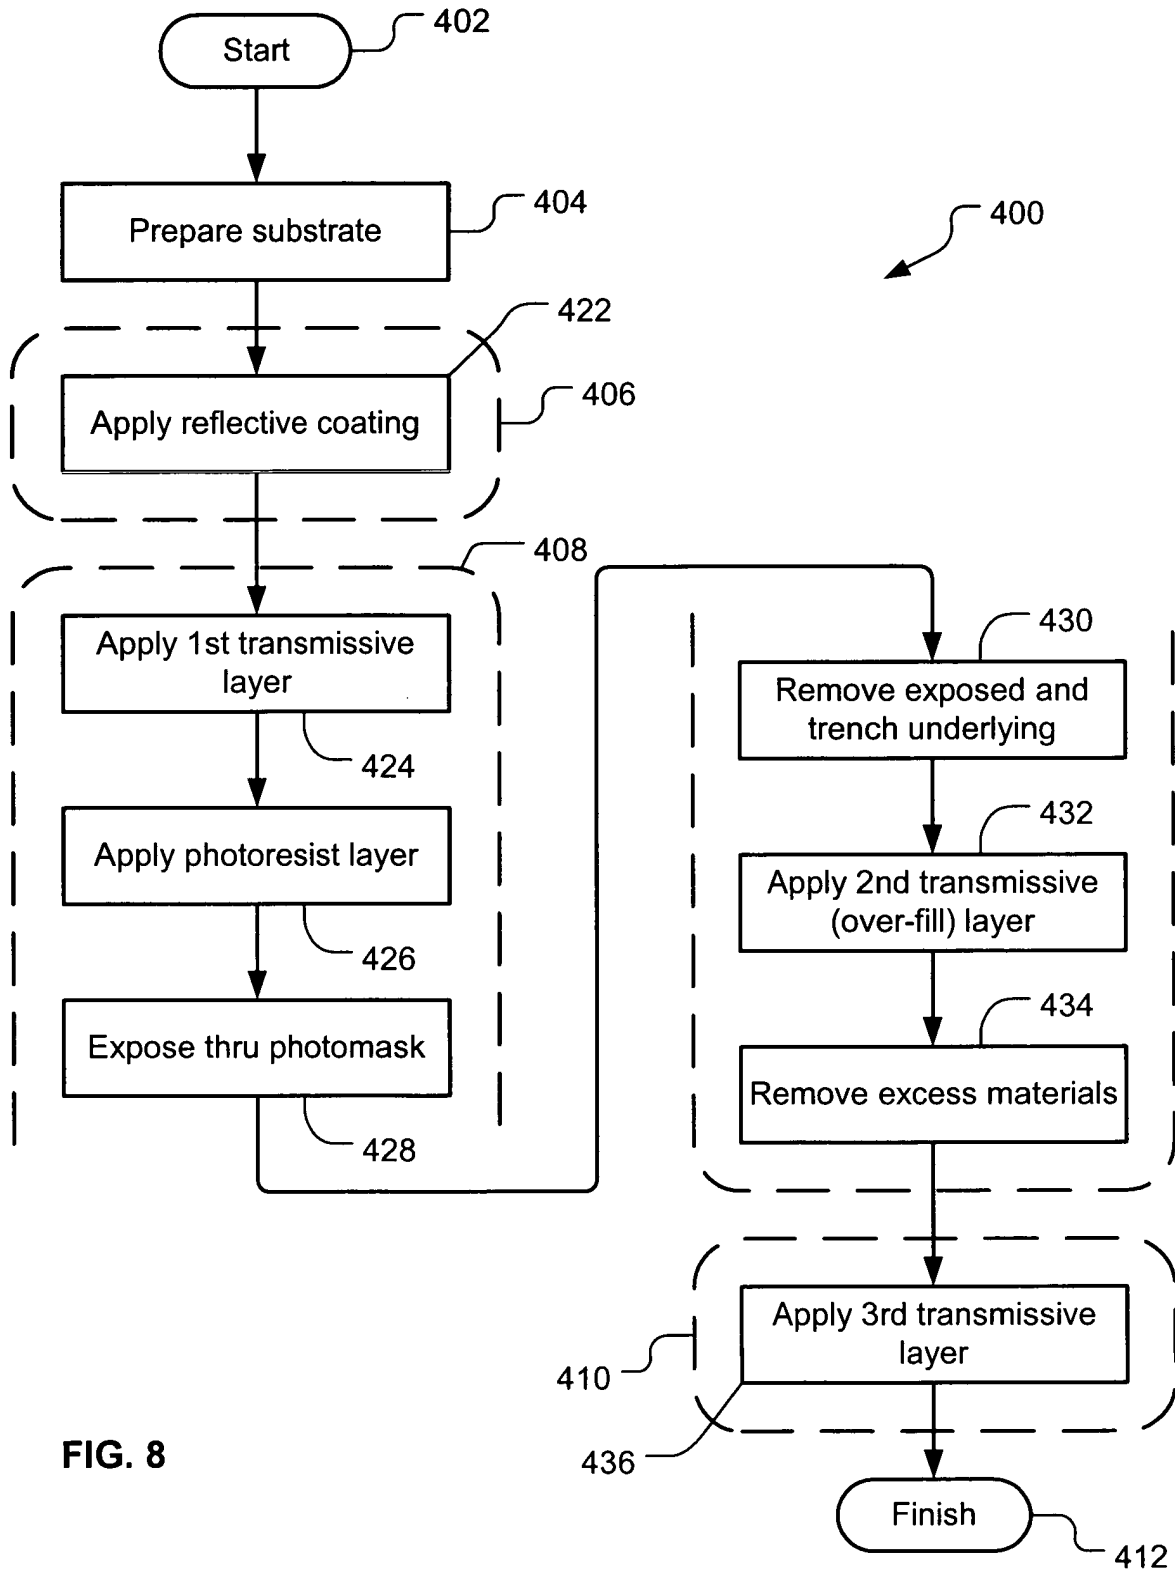 Start
402
Prepare substrate
404
400
422
Apply reflective coating
406
408
Apply 1st transmissive
layer
424
Apply photoresist layer
426
Expose thru photomask
428
430
Remove exposed and
trench underlying
432
Apply 2nd transmissive
(over-fill) layer
434
Remove excess materials
Apply 3rd transmissive
layer
410
436
Finish
412
FIG. 8